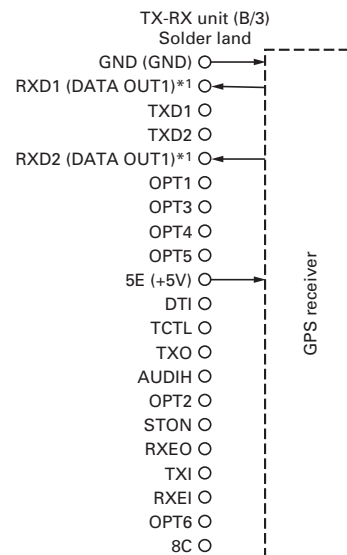 TX-RX unit (B/3)
Solder land
GND (GND)
RXD1 (DATA OUT1)*1
TXD1
TXD2
RXD2 (DATA OUT1)*1
OPT1
OPT3
OPT4
OPT5
5E (+5V)
DTI
TCTL
TXO
AUDIH
OPT2
STON
RXEO
TXI
RXEI
OPT6
8C
GPS receiver